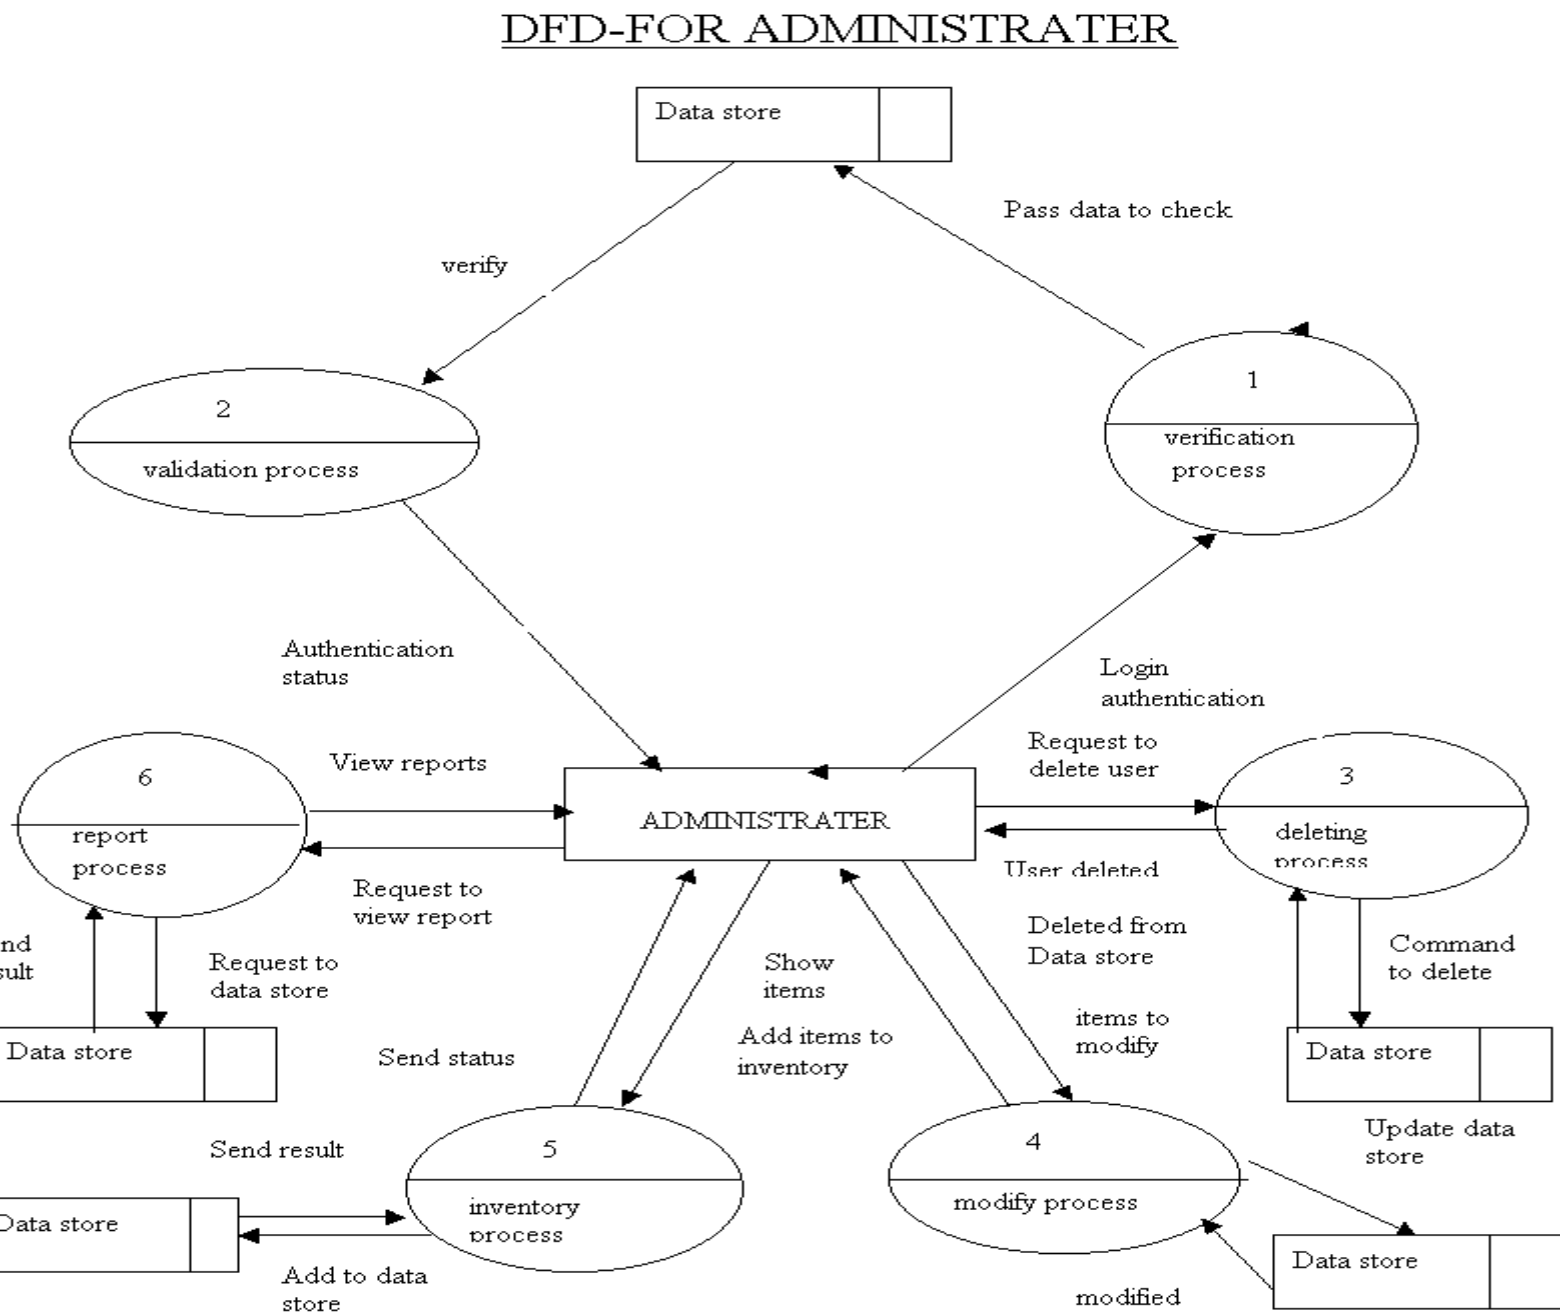 DFD-FOR ADMINISTRATER
Data store
Pass data to check
verify
1
verification
process
2
validation process
Authentication
status
Login
authentication
Request to
delete user
View reports
6
report
process
ADMINISTRATER
3
deleting
process
User deleted
Request to
view report
Deleted from
Data store
Command
to delete
Request to
data store
Show
items
items to
modify
Data store
Send status
Add items to
inventory
Data store
Update data
store
Send result
5
inventory
process
4
modify process
Data store
Data store
Add to data
store
modified